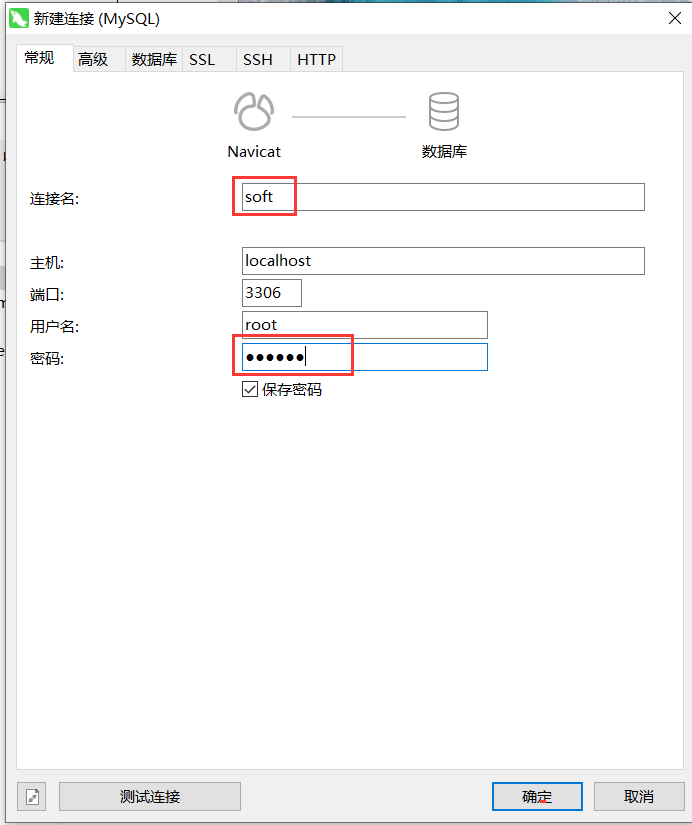 新建连接 (MySQL)
常规 高级 数据库 SSL SSH HTTP
Navicat 数据库
连接名: soft
主机: localhost
端口: 3306
用户名: root
密码: ●●●●●●
保存密码
测试连接 确定 取消